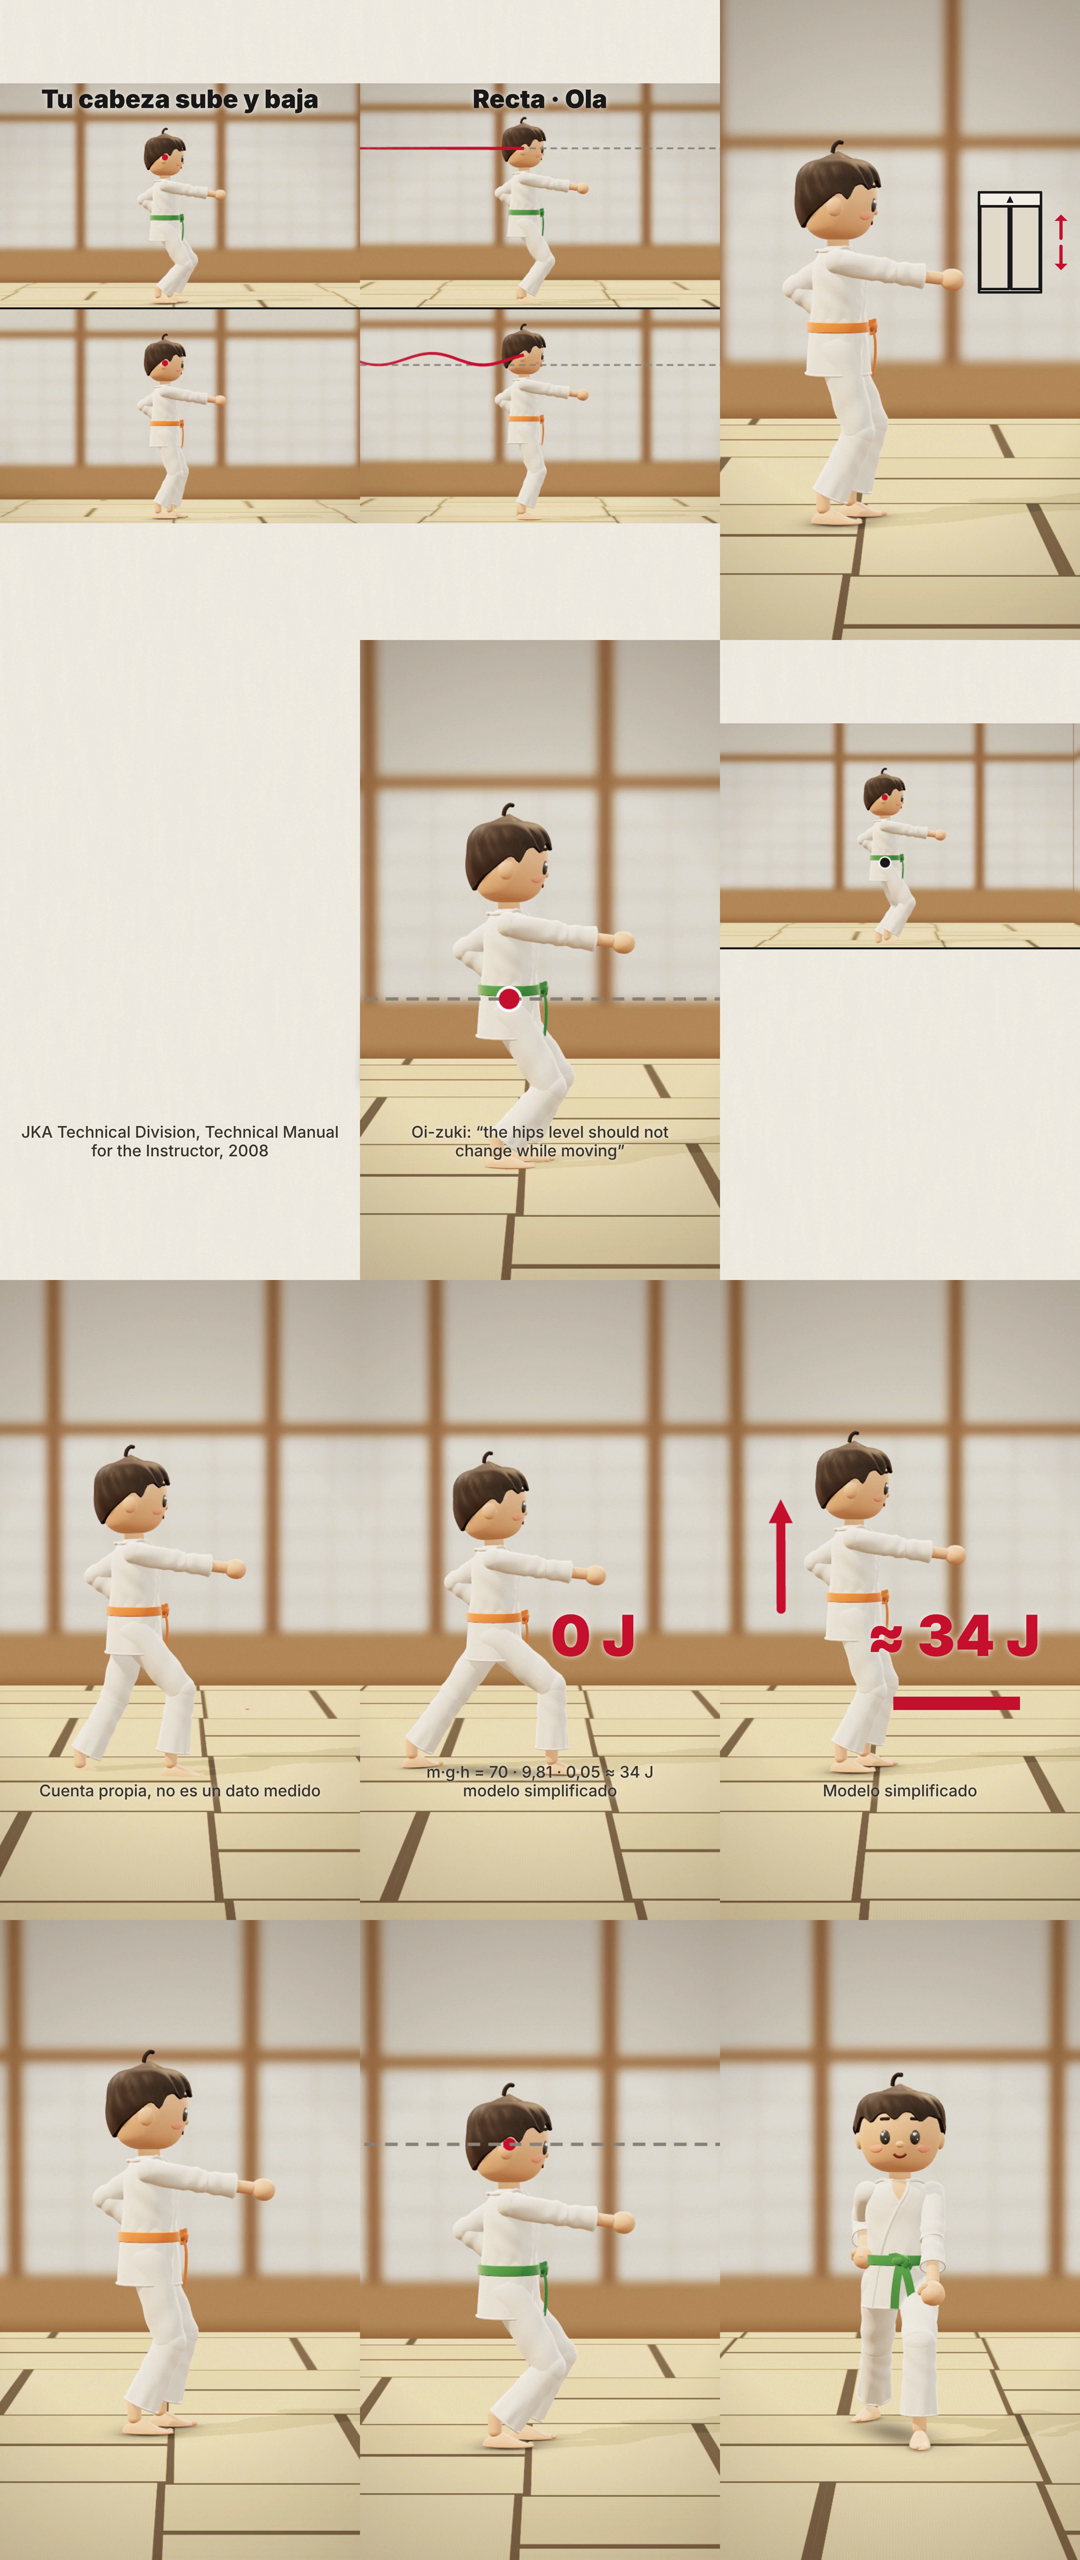 Tu cabeza sube y baja
Recta · Ola
JKA Technical Division, Technical Manual
for the Instructor, 2008
Oi-zuki: “the hips level should not
change while moving”
Cuenta propia, no es un dato medido
0 J
m·g·h = 70 · 9,81 · 0,05 ≈ 34 J
modelo simplificado
≈ 34 J
Modelo simplificado